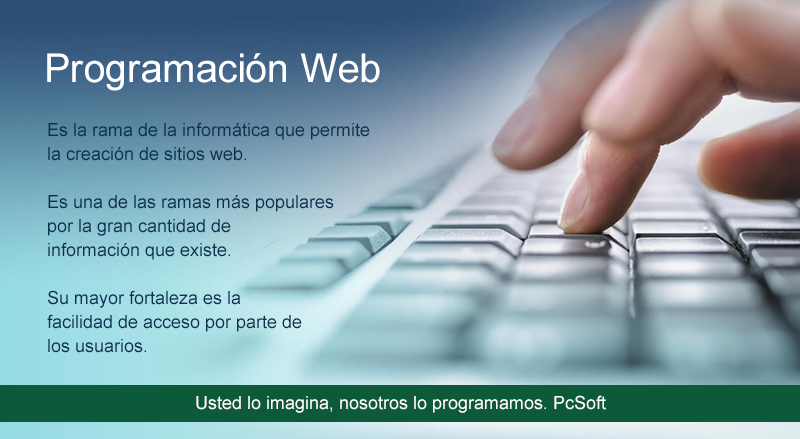 Programación Web
Es la rama de la informática que permite
la creación de sitios web.
Es una de las ramas más populares
por la gran cantidad de
información que existe.
Su mayor fortaleza es la
facilidad de acceso por parte de
los usuarios.
Usted lo imagina, nosotros lo programamos. PcSoft